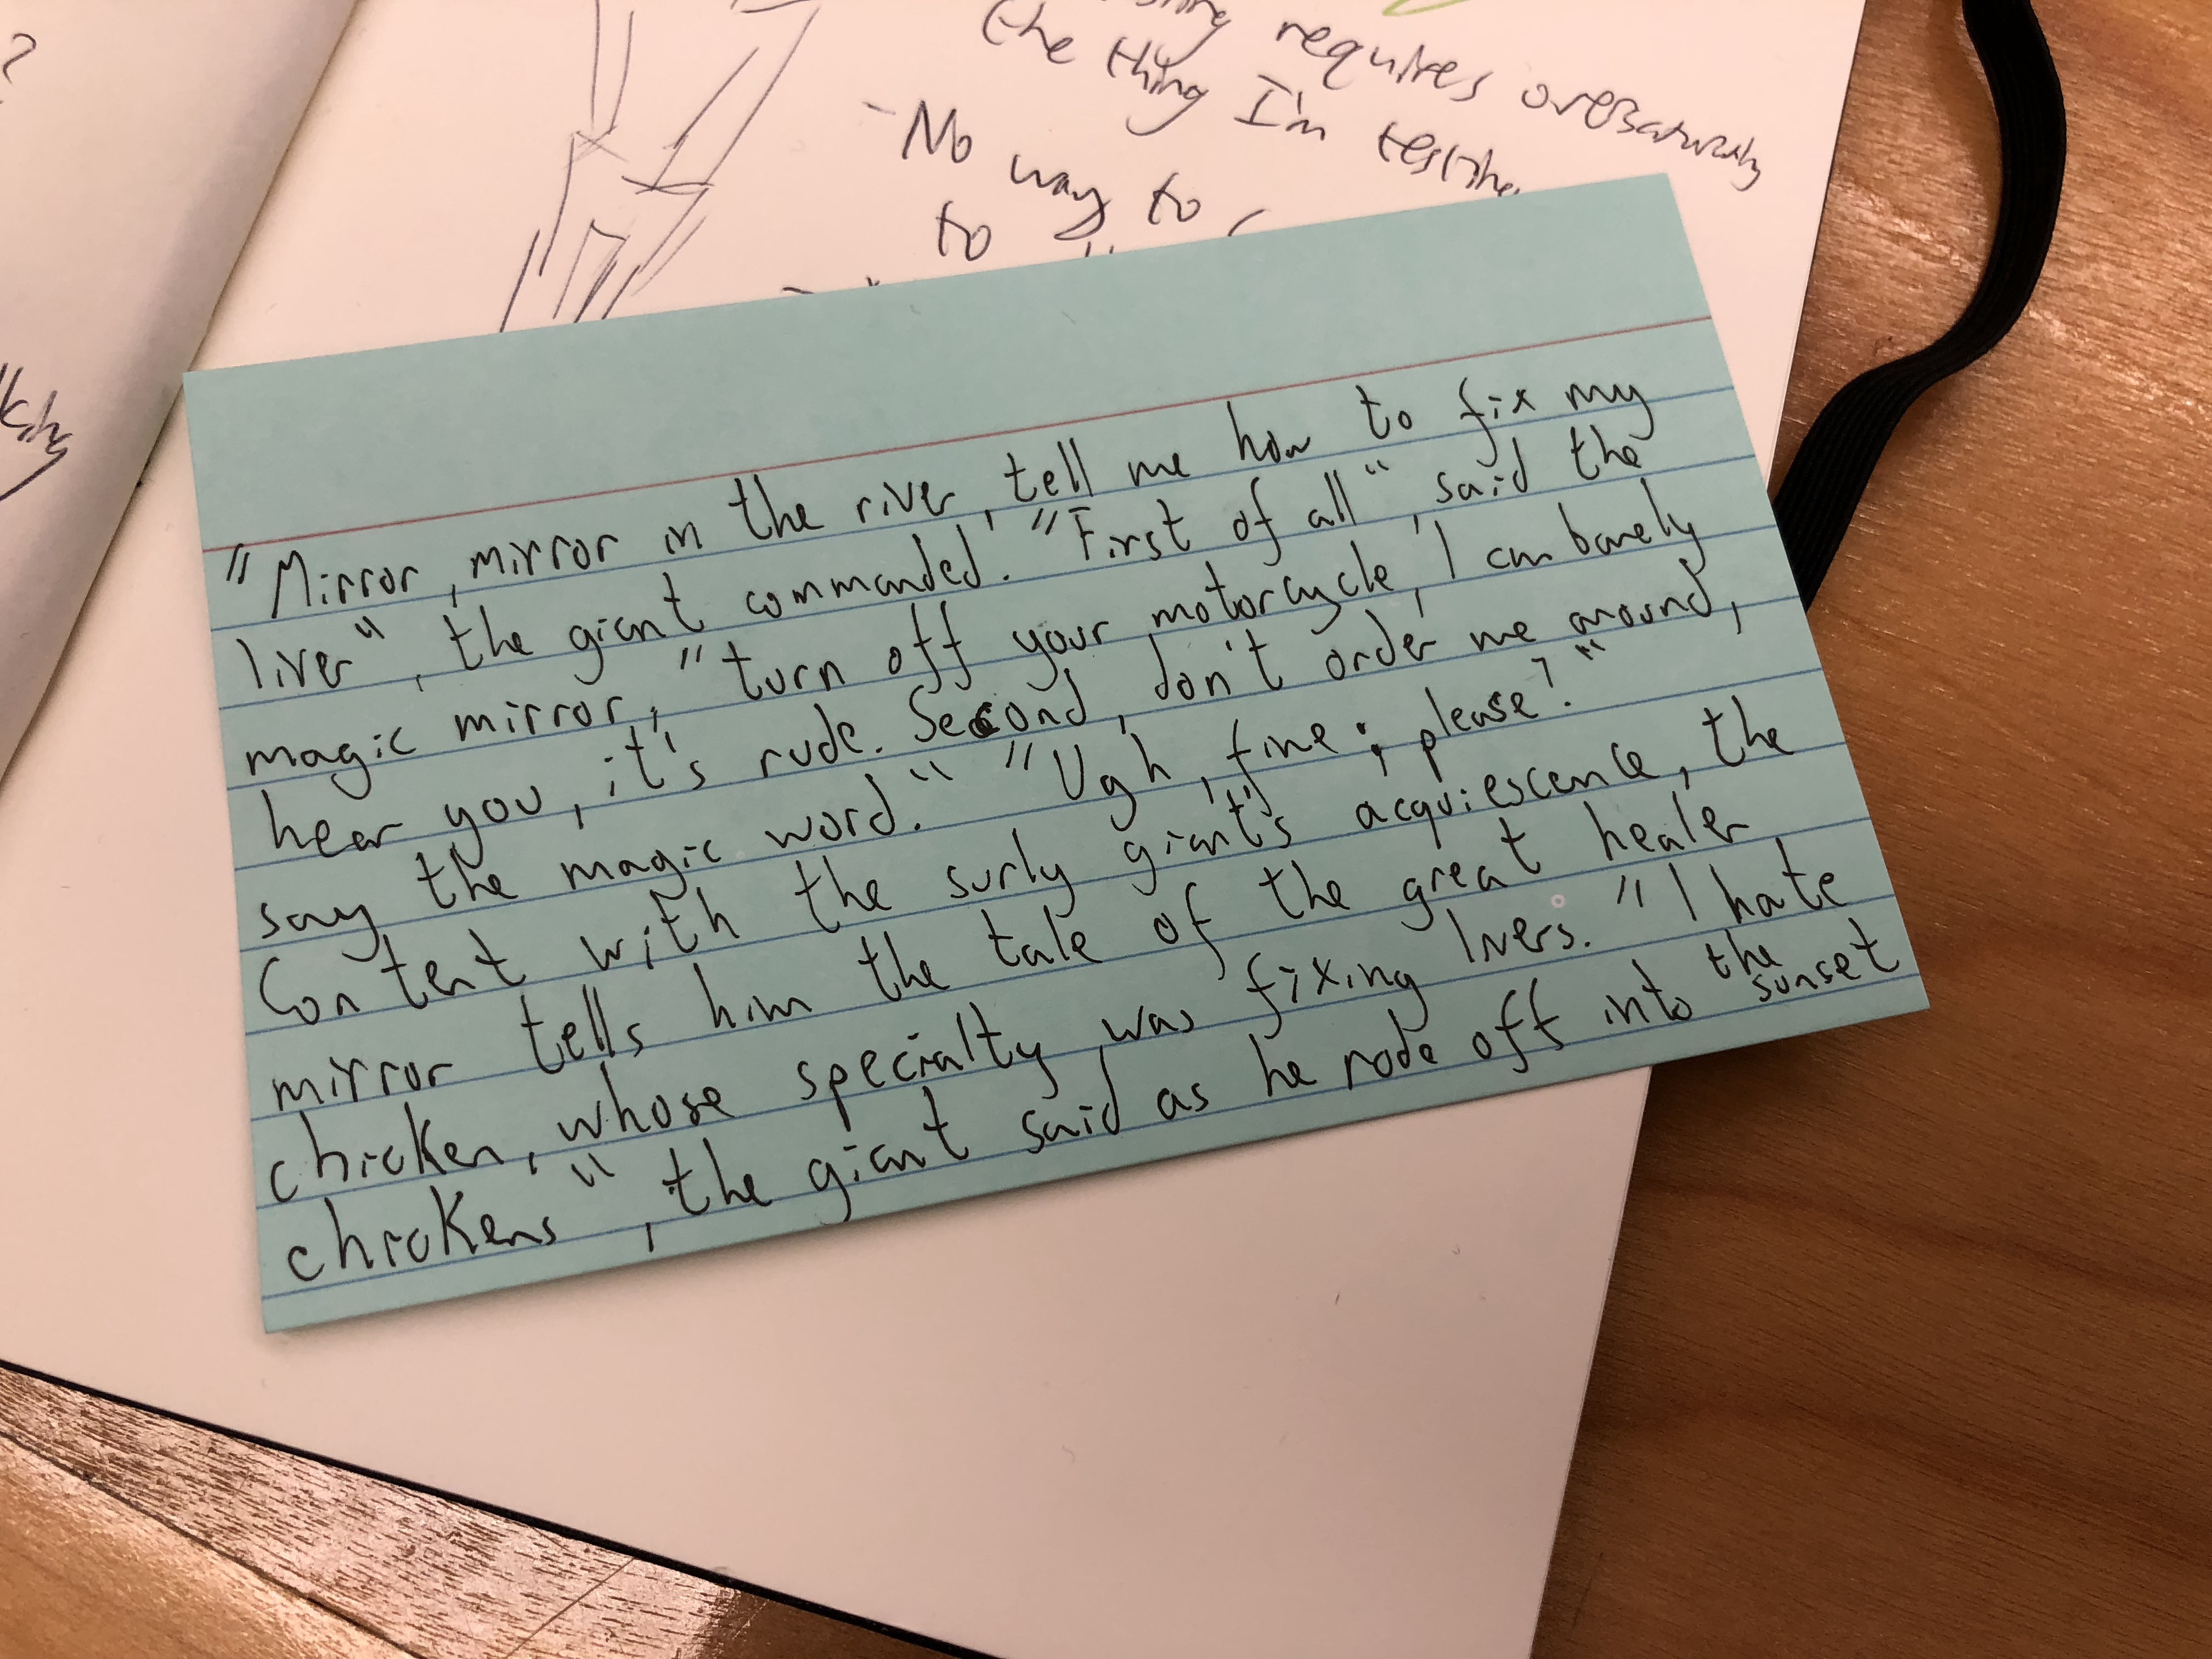 ?
requires oversaturating
the thing I'm testing
- No way to
to
"Mirror, mirror in the river, tell me how to fix my
liver", the giant commanded. "First of all", said the
magic mirror, "turn off your motorcycle, I can barely
hear you, it's rude. Second, don't order me around,
say the magic word." "Ugh, fine; please?"
Content with the surly giant's acquiescence, the
mirror tells him the tale of the great healer
chicken, whose specialty was fixing livers. "I hate
chickens", the giant said as he rode off into the sunset